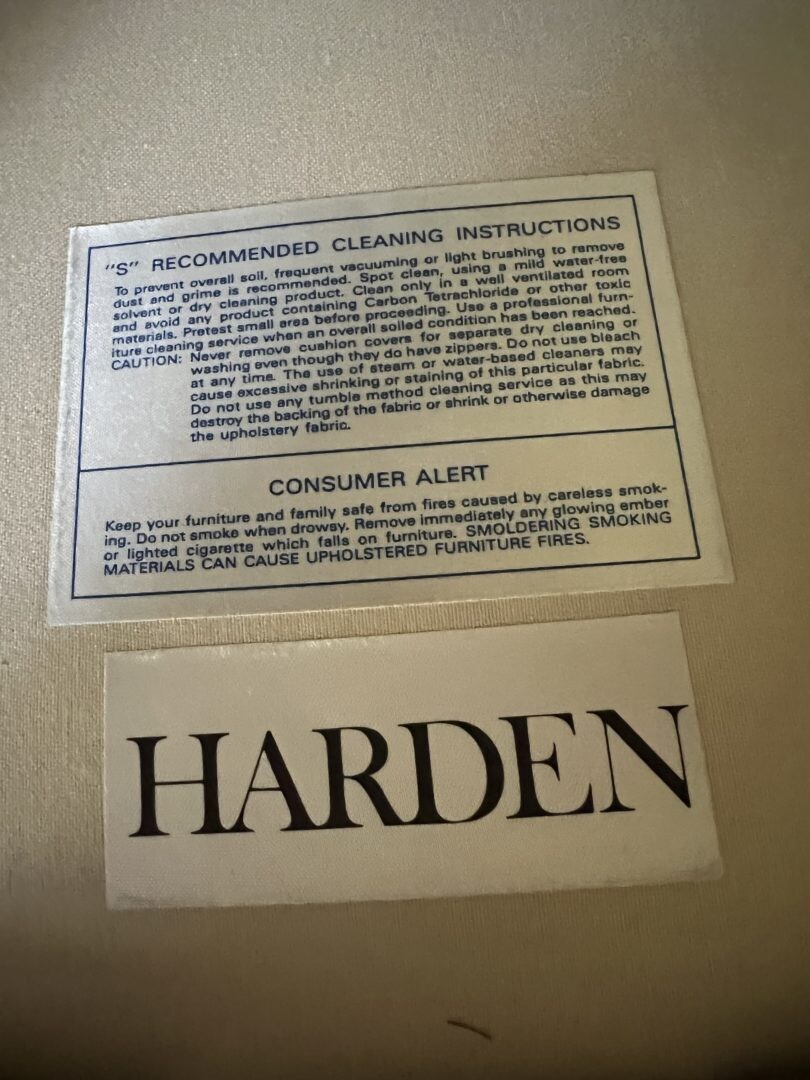 "S" RECOMMENDED CLEANING INSTRUCTIONS
To prevent overall soil, frequent vacuuming or light brushing to remove
dust and grime is recommended. Spot clean, using a mild water-free
solvent or dry cleaning product. Clean only in a well ventilated room
and avoid any product containing Carbon Tetrachloride or other toxic
materials. Pretest small area before proceeding. Use a professional furn-
iture cleaning service when an overall soiled condition has been reached.
CAUTION: Never remove cushion covers for separate dry cleaning or
washing even though they do have zippers. Do not use bleach
at any time. The use of steam or water-based cleaners may
cause excessive shrinking or staining of this particular fabric.
Do not use any tumble method cleaning service as this may
destroy the backing of the fabric or shrink or otherwise damage
the upholstery fabric.
CONSUMER ALERT
Keep your furniture and family safe from fires caused by careless smok-
ing. Do not smoke when drowsy. Remove immediately any glowing ember
or lighted cigarette which falls on furniture. SMOLDERING SMOKING
MATERIALS CAN CAUSE UPHOLSTERED FURNITURE FIRES.
HARDEN